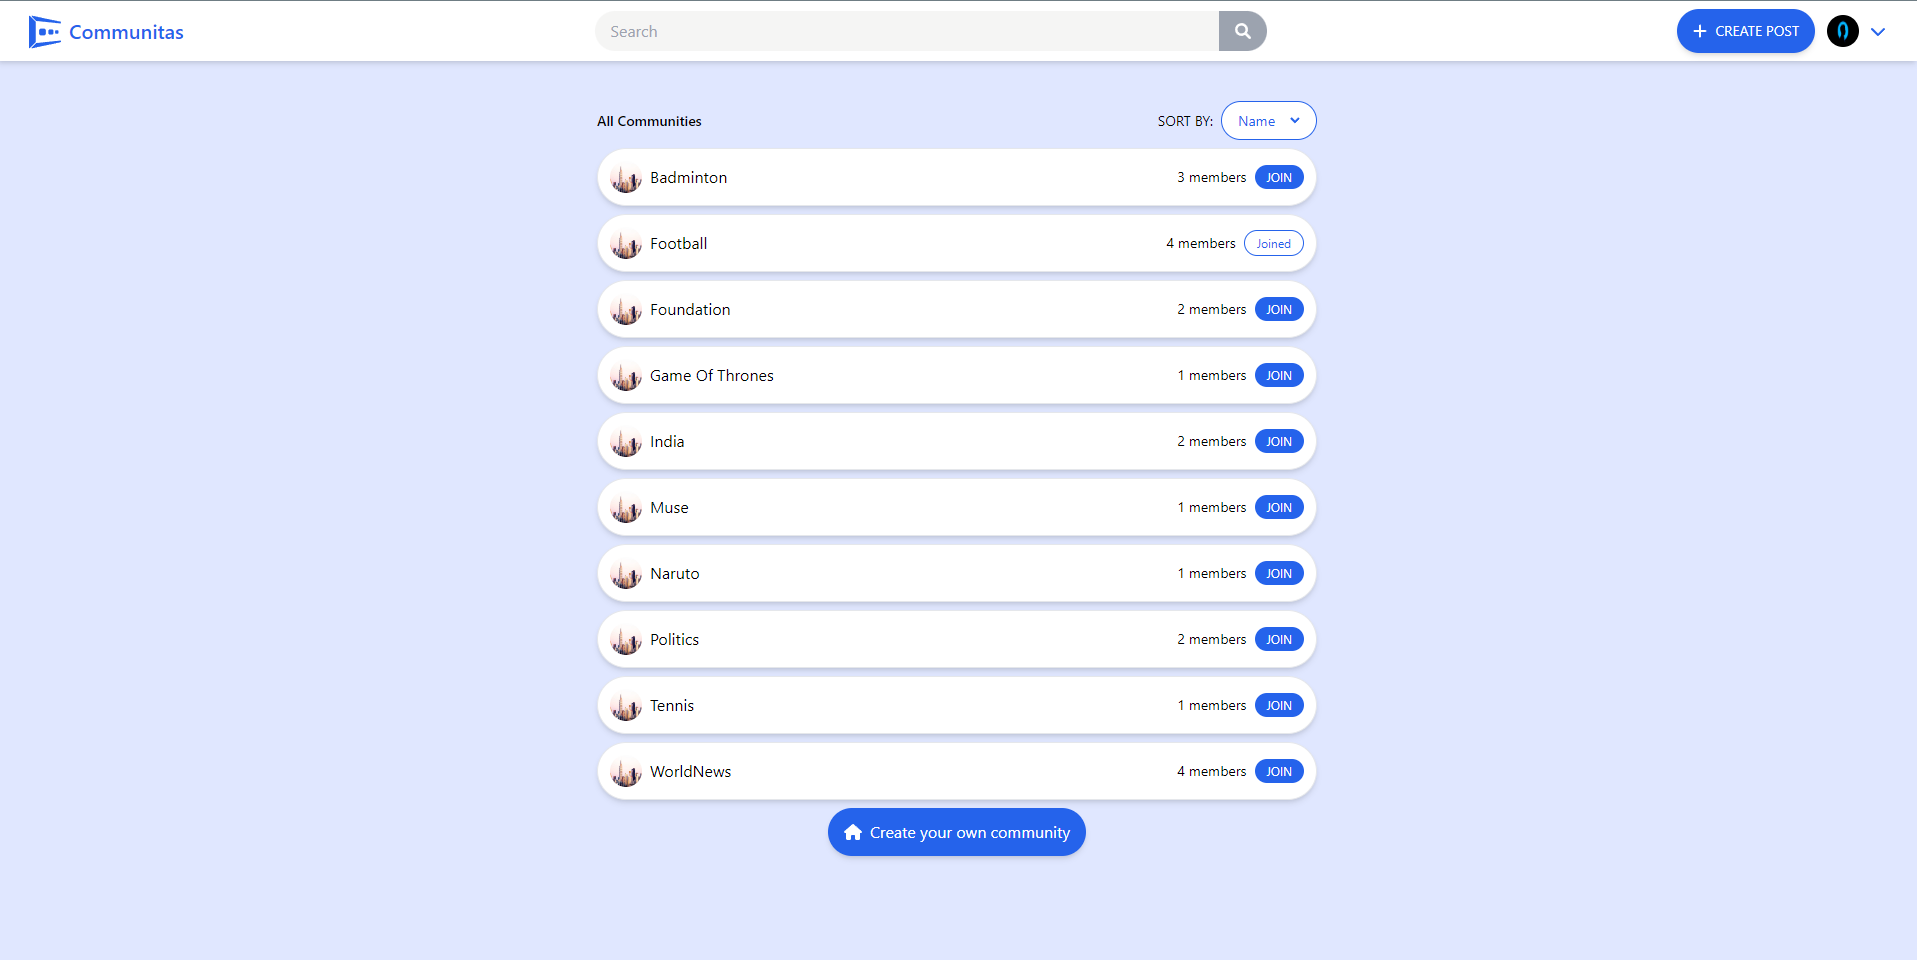 Communitas
Search
CREATE POST
All Communities
SORT BY: Name
Badminton 3 members JOIN
Football 4 members Joined
Foundation 2 members JOIN
Game Of Thrones 1 members JOIN
India 2 members JOIN
Muse 1 members JOIN
Naruto 1 members JOIN
Politics 2 members JOIN
Tennis 1 members JOIN
WorldNews 4 members JOIN
Create your own community